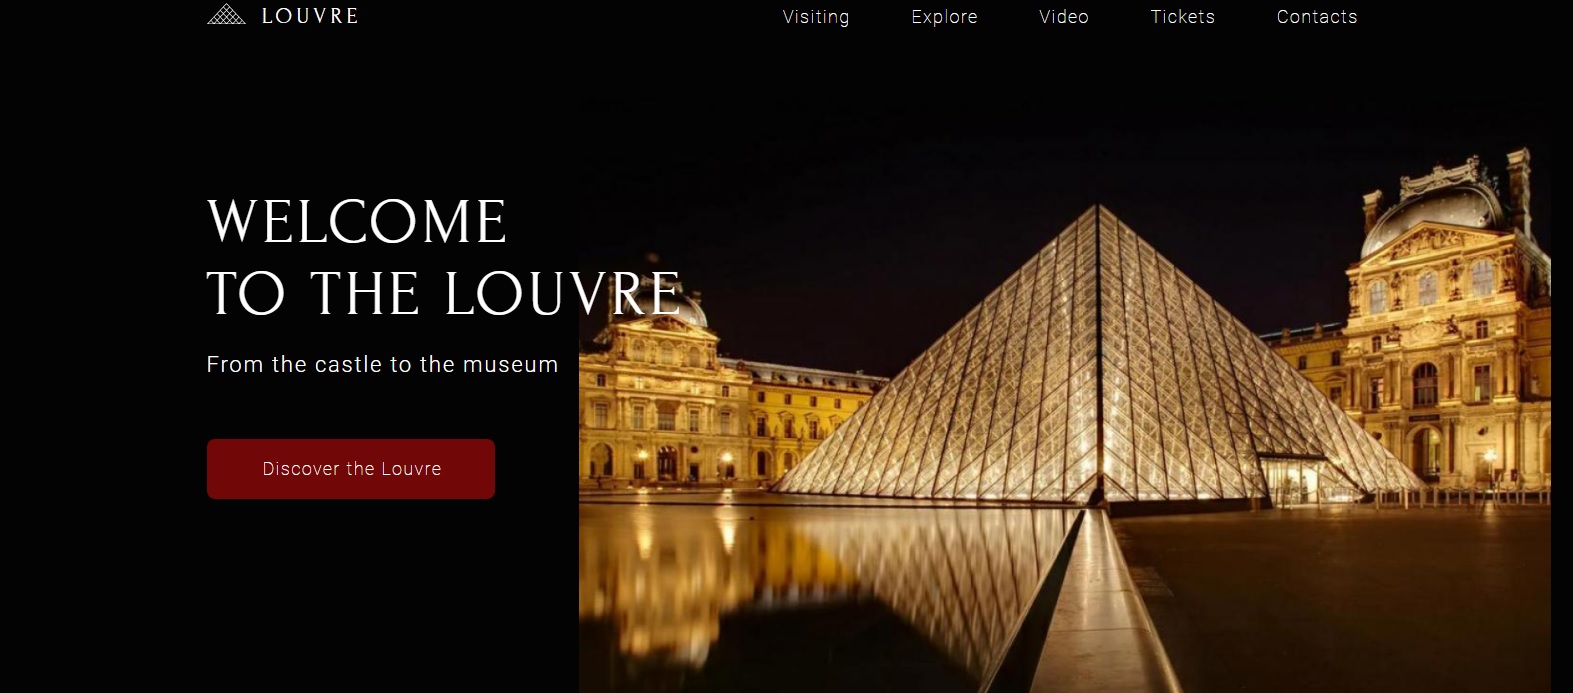 LOUVRE
Visiting Explore Video Tickets Contacts
WELCOME
TO THE LOUVRE
From the castle to the museum
Discover the Louvre